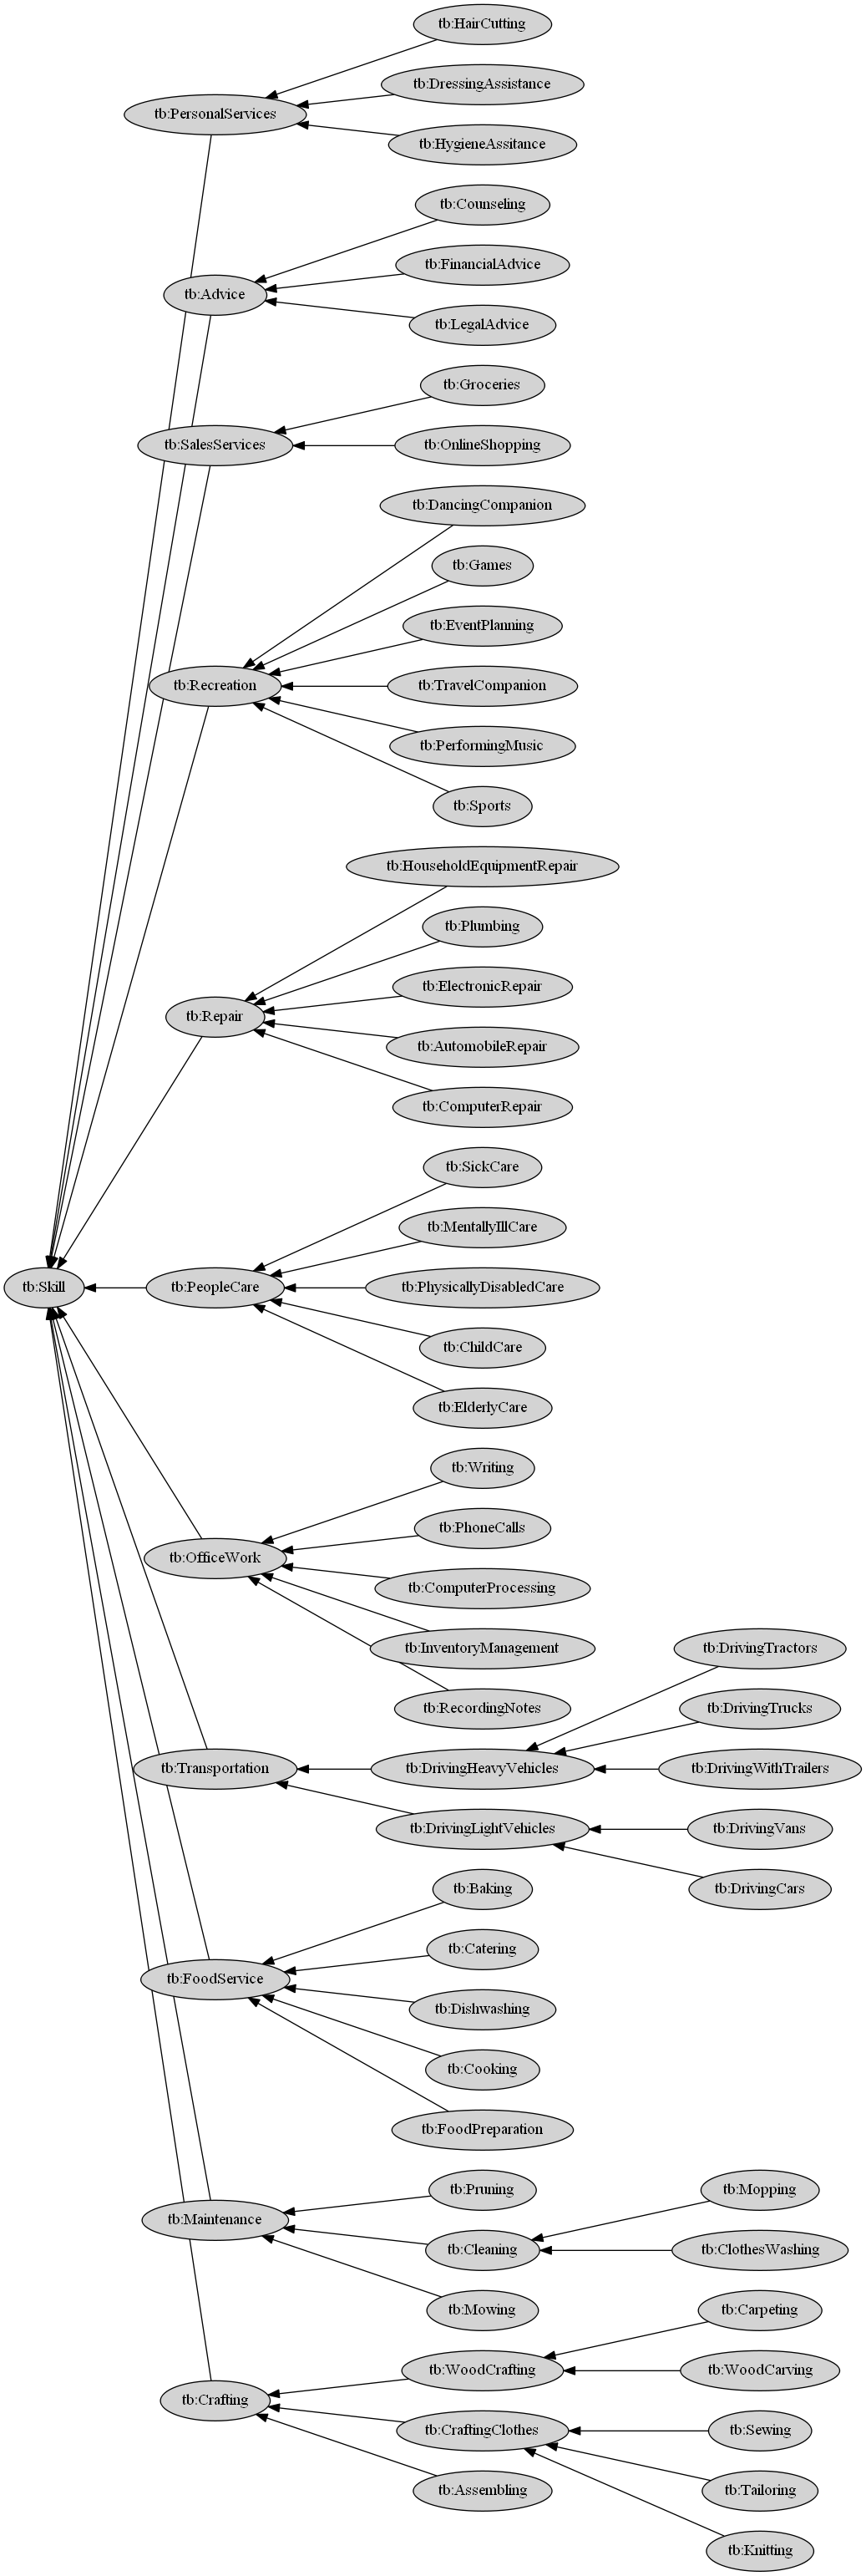 tb:HairCutting
tb:DressingAssistance
tb:PersonalServices
tb:HygieneAssitance
tb:Counseling
tb:FinancialAdvice
tb:Advice
tb:LegalAdvice
tb:Groceries
tb:SalesServices
tb:OnlineShopping
tb:DancingCompanion
tb:Games
tb:EventPlanning
tb:Recreation
tb:TravelCompanion
tb:PerformingMusic
tb:Sports
tb:HouseholdEquipmentRepair
tb:Plumbing
tb:ElectronicRepair
tb:Repair
tb:AutomobileRepair
tb:ComputerRepair
tb:SickCare
tb:MentallyIllCare
tb:Skill
tb:PeopleCare
tb:PhysicallyDisabledCare
tb:ChildCare
tb:ElderlyCare
tb:Writing
tb:PhoneCalls
tb:OfficeWork
tb:ComputerProcessing
tb:InventoryManagement
tb:DrivingTractors
tb:RecordingNotes
tb:DrivingTrucks
tb:Transportation
tb:DrivingHeavyVehicles
tb:DrivingWithTrailers
tb:DrivingLightVehicles
tb:DrivingVans
tb:DrivingCars
tb:Baking
tb:Catering
tb:FoodService
tb:Dishwashing
tb:Cooking
tb:FoodPreparation
tb:Pruning
tb:Mopping
tb:Maintenance
tb:Cleaning
tb:ClothesWashing
tb:Mowing
tb:Carpeting
tb:WoodCrafting
tb:WoodCarving
tb:Crafting
tb:CraftingClothes
tb:Sewing
tb:Assembling
tb:Tailoring
tb:Knitting